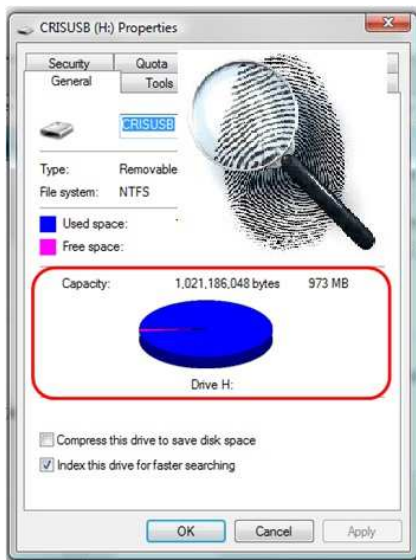 CRISUSB (H:) Properties
Security Quota
General Tools
CRISUSB
Type: Removable
File system: NTFS
Used space:
Free space:
Capacity: 1,021,186,048 bytes 973 MB
Drive H:
Compress this drive to save disk space
Index this drive for faster searching
OK Cancel Apply